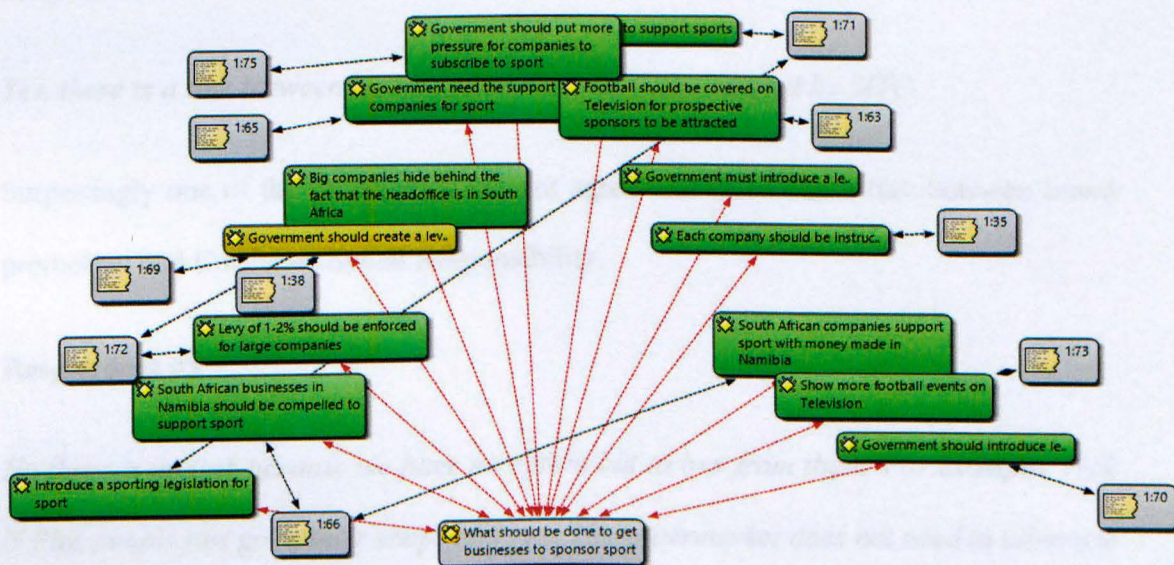 Government should put more
pressure for companies to
subscribe to sport
to support sports
1:71
1:75
Government need the support
companies for sport
Football should be covered on
Television for prospective
sponsors to be attracted
1:65
1:63
Big companies hide behind the
fact that the headoffice is in South
Africa
Government must introduce a le..
Government should create a lev..
Each company should be instruc..
1:35
1:69
1:38
Levy of 1-2% should be enforced
for large companies
South African companies support
sport with money made in
Namibia
1:72
1:73
South African businesses in
Namibia should be compelled to
support sport
Show more football events on
Television
Government should introduce le..
Introduce a sporting legislation for
sport
1:70
1:66
What should be done to get
businesses to sponsor sport